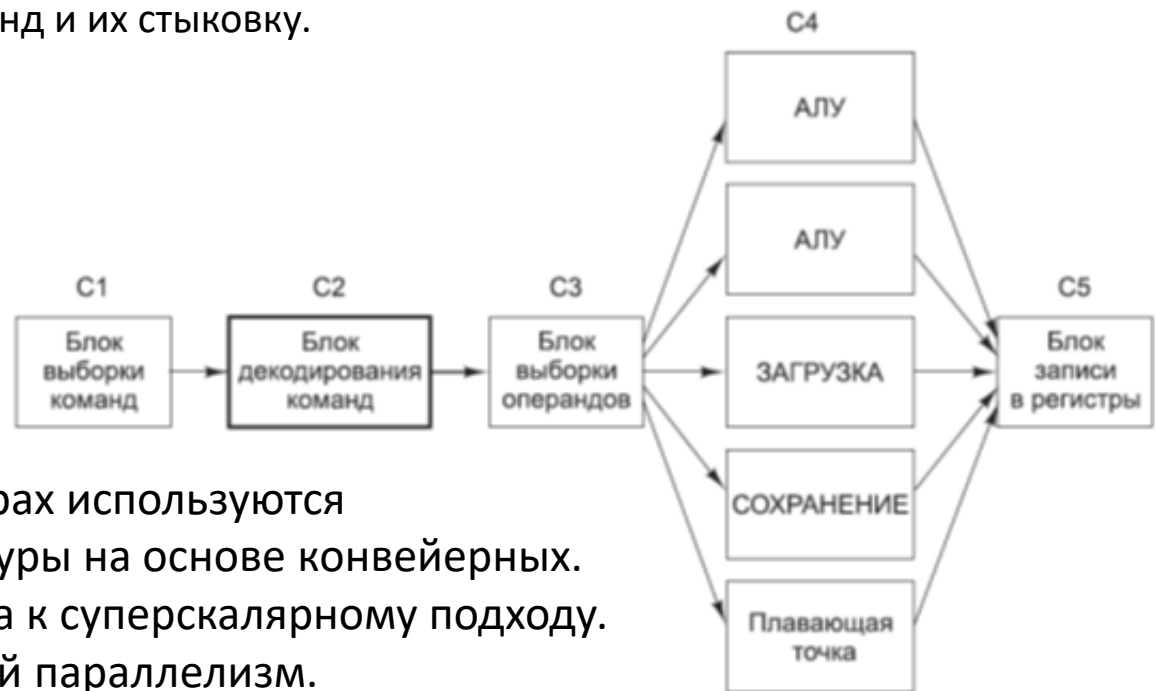 нд и их стыковку.
C4
АЛУ
АЛУ
C1
C2
C3
C5
Блок
выборки
команд
Блок
декодирования
команд
Блок
выборки
операндов
ЗАГРУЗКА
Блок
записи
в регистры
СОХРАНЕНИЕ
Плавающая
точка
рах используются
уры на основе конвейерных.
а к суперскалярному подходу.
й параллелизм.